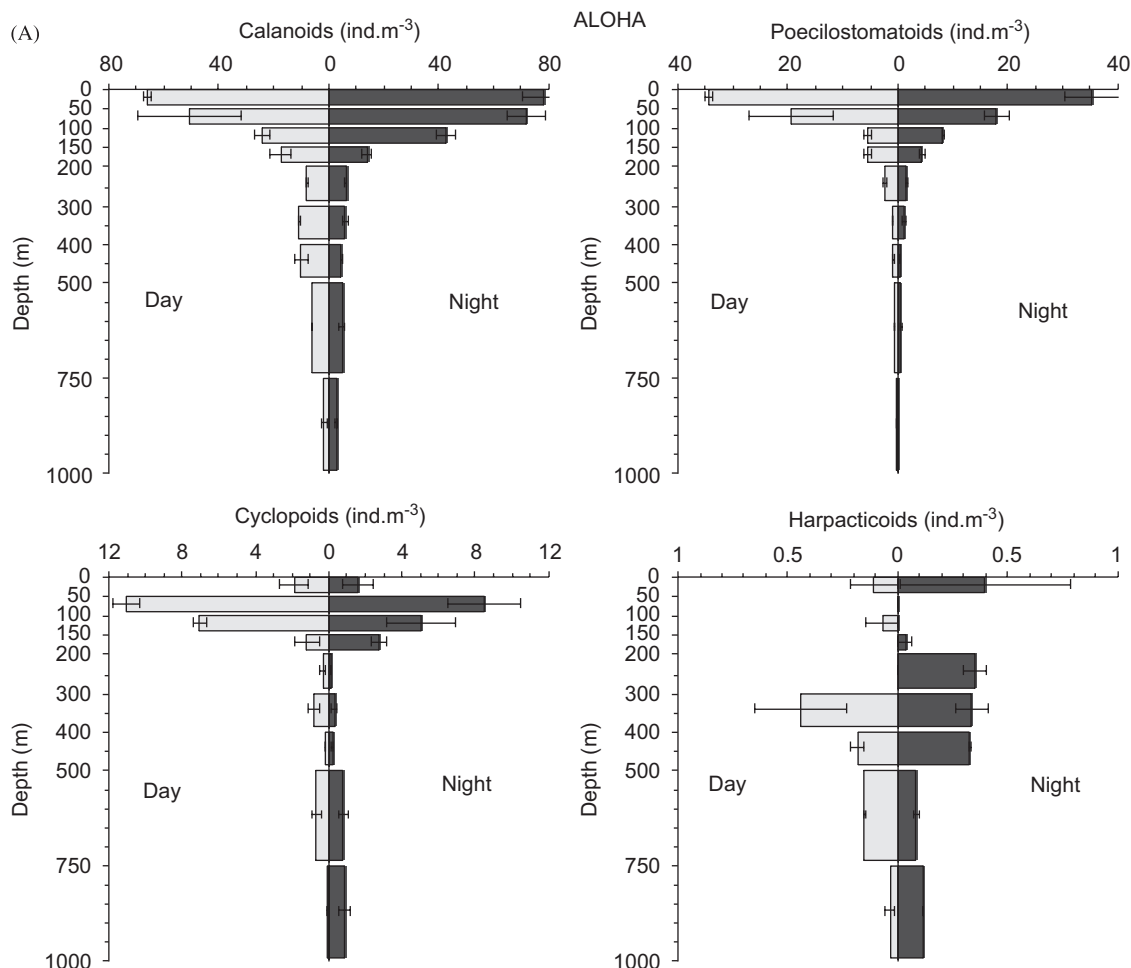 (A)
ALOHA
Calanoids (ind.m-3)
80 40 0 40 80
0
50
100
150
200
300
400
500
750
1000
Depth (m)
Day
Night
Poecilostomatoids (ind.m-3)
40 20 0 20 40
0
50
100
150
200
300
400
500
750
1000
Depth (m)
Day
Night
Cyclopoids (ind.m-3)
12 8 4 0 4 8 12
0
50
100
150
200
300
400
500
750
1000
Depth (m)
Day
Night
Harpacticoids (ind.m-3)
1 0.5 0 0.5 1
0
50
100
150
200
300
400
500
750
1000
Depth (m)
Day
Night